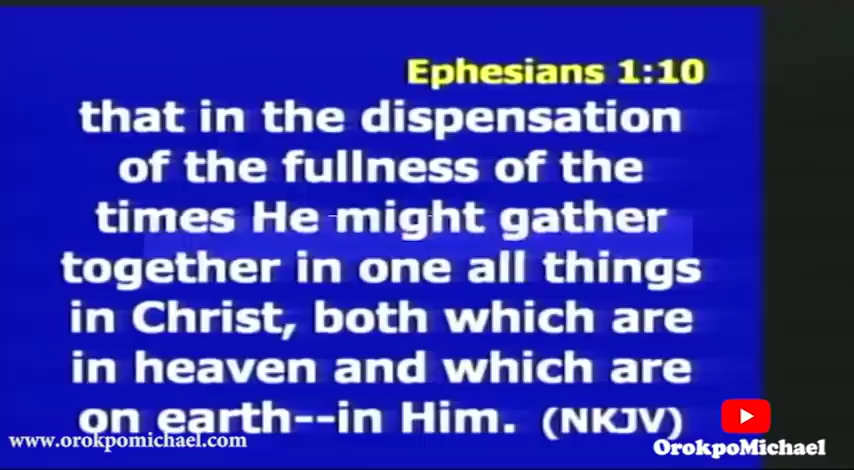 Ephesians 1:10
that in the dispensation
of the fullness of the
times He might gather
together in one all things
in Christ, both which are
in heaven and which are
on earth--in Him. (NKJV)
www.orokpomichael.com
OrokpoMichael